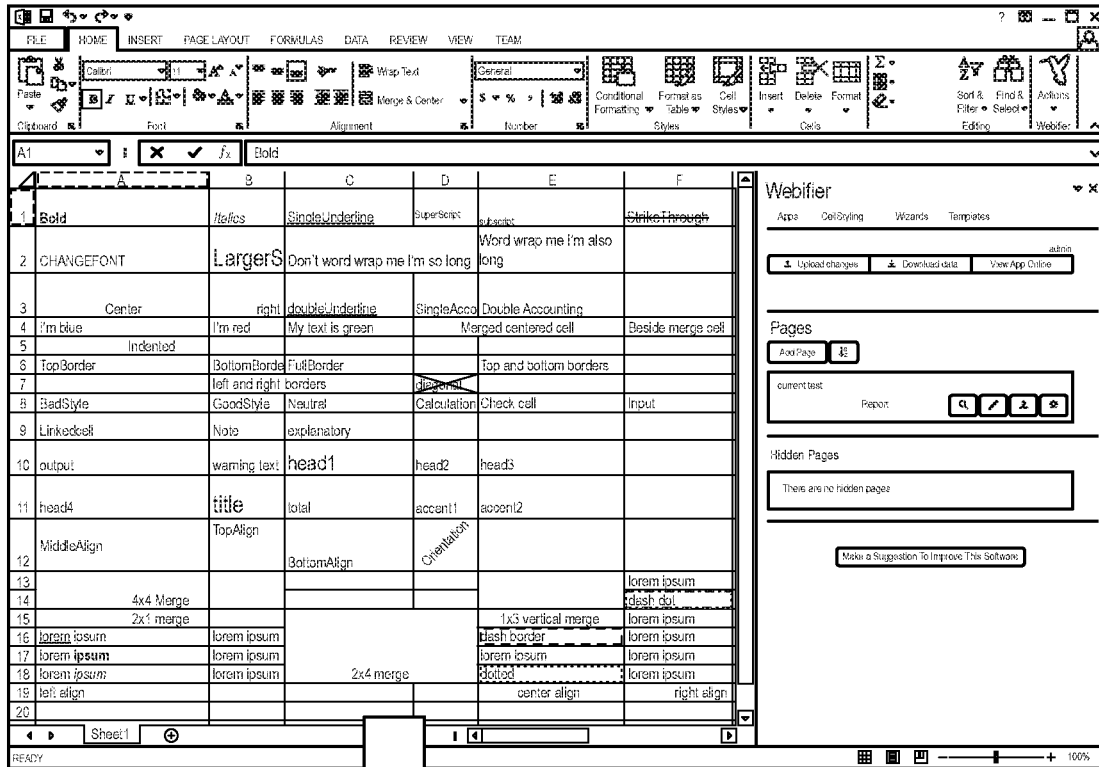 ?
FILE HOME INSERT PAGE LAYOUT FORMULAS DATA REVIEW VIEW TEAM
Calibri 11 Wrap Text General
Paste B I U Merge & Center $ % , Conditional Formatting Format as Table Cell Styles Insert Delete Format Sort & Filter Find & Select Actions
Clipboard Font Alignment Number Styles Cells Editing Webifier
A1 fx Bold
A B C D E F
1 Bold Italics SingleUnderline SuperScript subscript StrikeThrough
2 CHANGEFONT LargerS Don't word wrap me I'm so long Word wrap me I'm also long
3 Center right doubleUnderline SingleAcco Double Accounting
4 I'm blue I'm red My text is green Merged centered cell Beside merge cell
5 Indented
6 TopBorder BottomBorde FullBorder Top and bottom borders
7 left and right borders diagonal
8 BadStyle GoodStyle Neutral Calculation Check cell Input
9 Linkedcell Note explanatory
10 output warning text head1 head2 head3
11 head4 title total accent1 accent2
12 MiddleAlign TopAlign BottomAlign Orientation
13 lorem ipsum
14 4x4 Merge dash dot
15 2x1 merge 1x3 vertical merge lorem ipsum
16 lorem ipsum lorem ipsum dash border lorem ipsum
17 lorem ipsum lorem ipsum lorem ipsum lorem ipsum
18 lorem ipsum lorem ipsum 2x4 merge dotted lorem ipsum
19 left align center align right align
20
Sheet1
READY 100%
Webifier
Apps CellStyling Wizards Templates
admin
Upload changes Download data View App Online
Pages
Add Page
current test
Report
Hidden Pages
There are no hidden pages
Make a Suggestion To Improve This Software